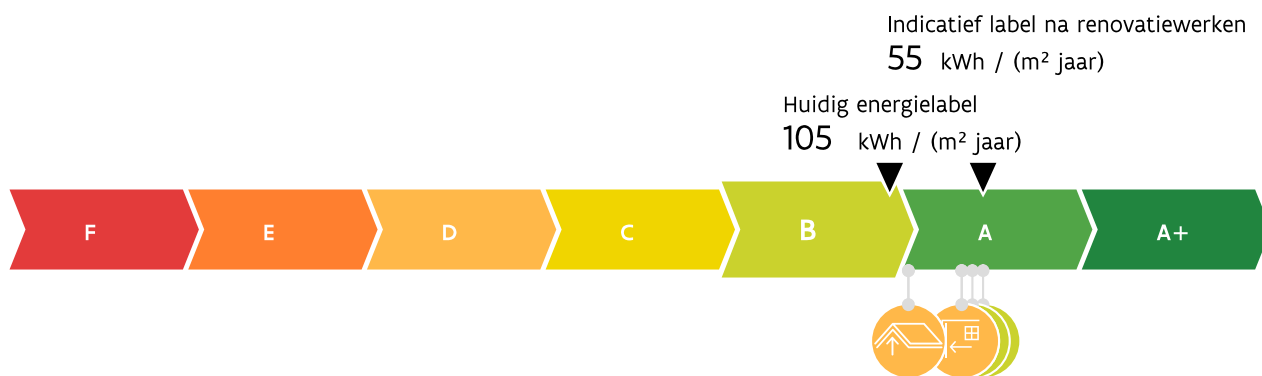 Indicatief label na renovatiewerken
55 kWh / (m² jaar)
Huidig energielabel
105 kWh / (m² jaar)
F E D C B A A+